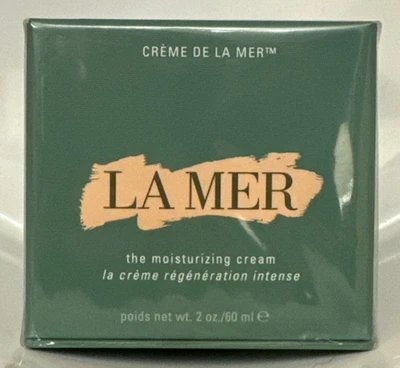 CRÈME DE LA MER™
LA MER
the moisturizing cream
la crème régénération intense
poids net wt. 2 oz./60 ml ℮